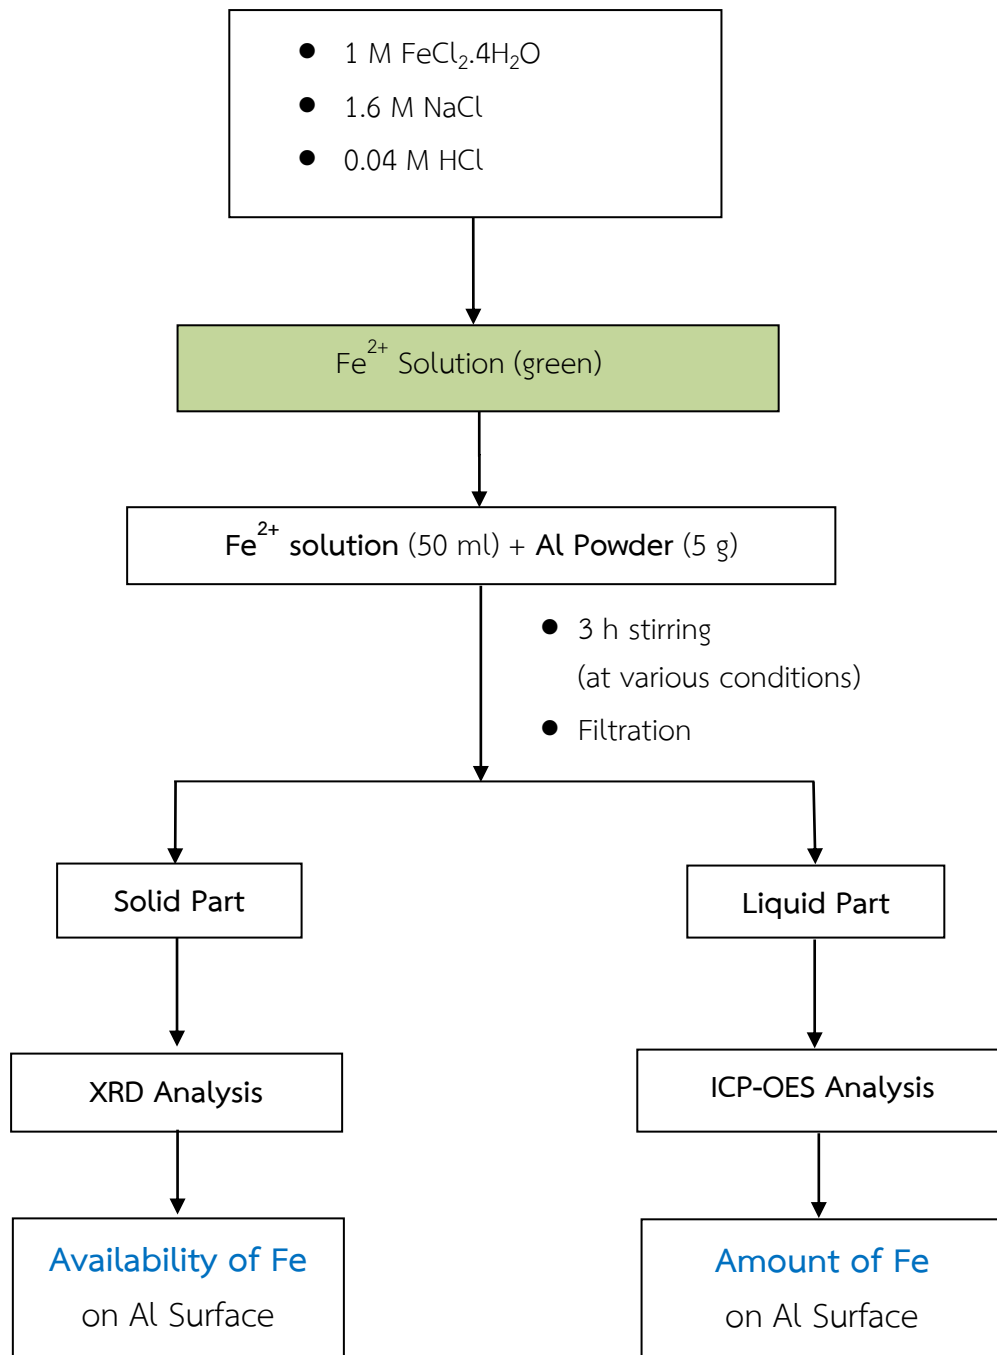 ● 1 M FeCl₂.4H₂O
● 1.6 M NaCl
● 0.04 M HCl
Fe²⁺ Solution (green)
Fe²⁺ solution (50 ml) + Al Powder (5 g)
● 3 h stirring
(at various conditions)
● Filtration
Solid Part
Liquid Part
XRD Analysis
ICP-OES Analysis
Availability of Fe
on Al Surface
Amount of Fe
on Al Surface